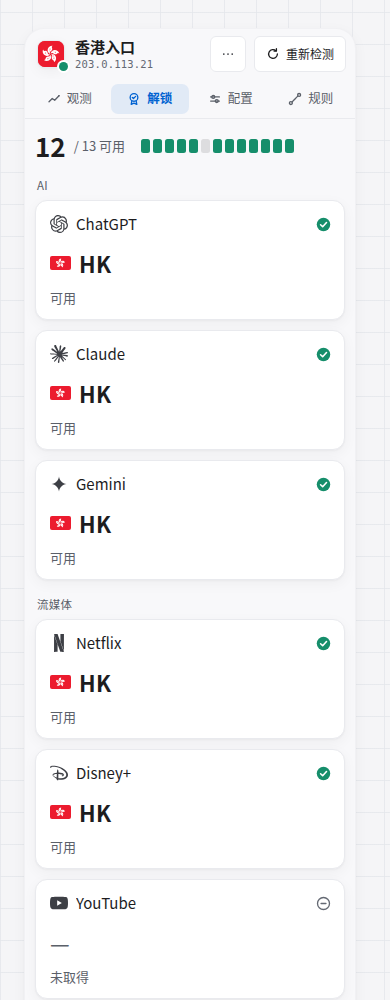 香港入口
203.0.113.21
···
重新检测
观测
解锁
配置
规则
12 / 13 可用
AI
ChatGPT
HK
可用
Claude
HK
可用
Gemini
HK
可用
流媒体
Netflix
HK
可用
Disney+
HK
可用
YouTube
—
未取得